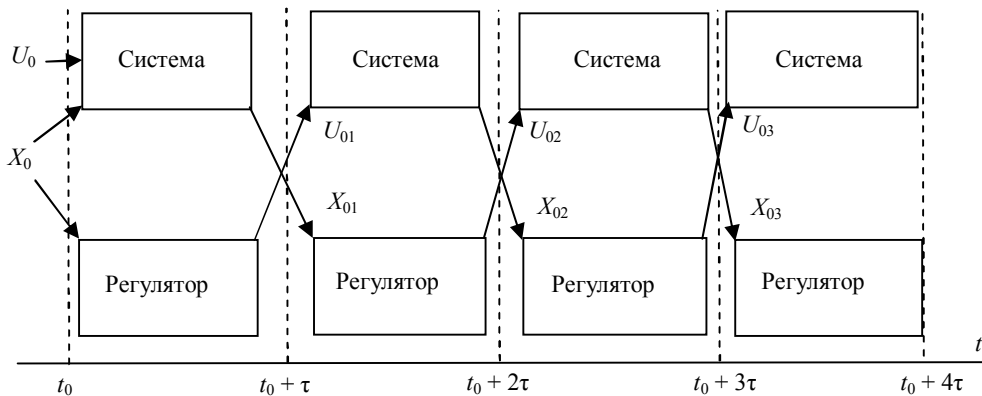 Система Система Система Система
U₀
U₀₁ U₀₂ U₀₃
X₀
X₀₁ X₀₂ X₀₃
Регулятор Регулятор Регулятор Регулятор
t
t₀ t₀ + τ t₀ + 2τ t₀ + 3τ t₀ + 4τ